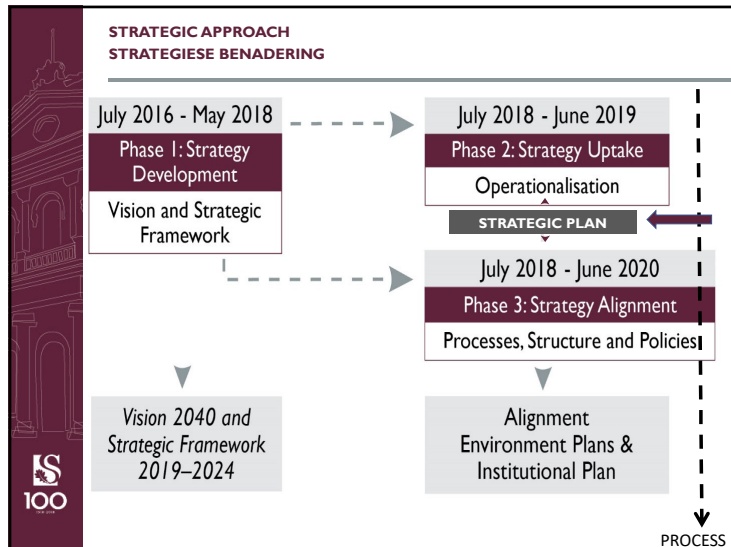 STRATEGIC APPROACH
STRATEGIESE BENADERING
July 2016 - May 2018
Phase 1: Strategy
Development
Vision and Strategic
Framework
July 2018 - June 2019
Phase 2: Strategy Uptake
Operationalisation
STRATEGIC PLAN
July 2018 - June 2020
Phase 3: Strategy Alignment
Processes, Structure and Policies
Vision 2040 and
Strategic Framework
2019–2024
Alignment
Environment Plans &
Institutional Plan
100
PROCESS